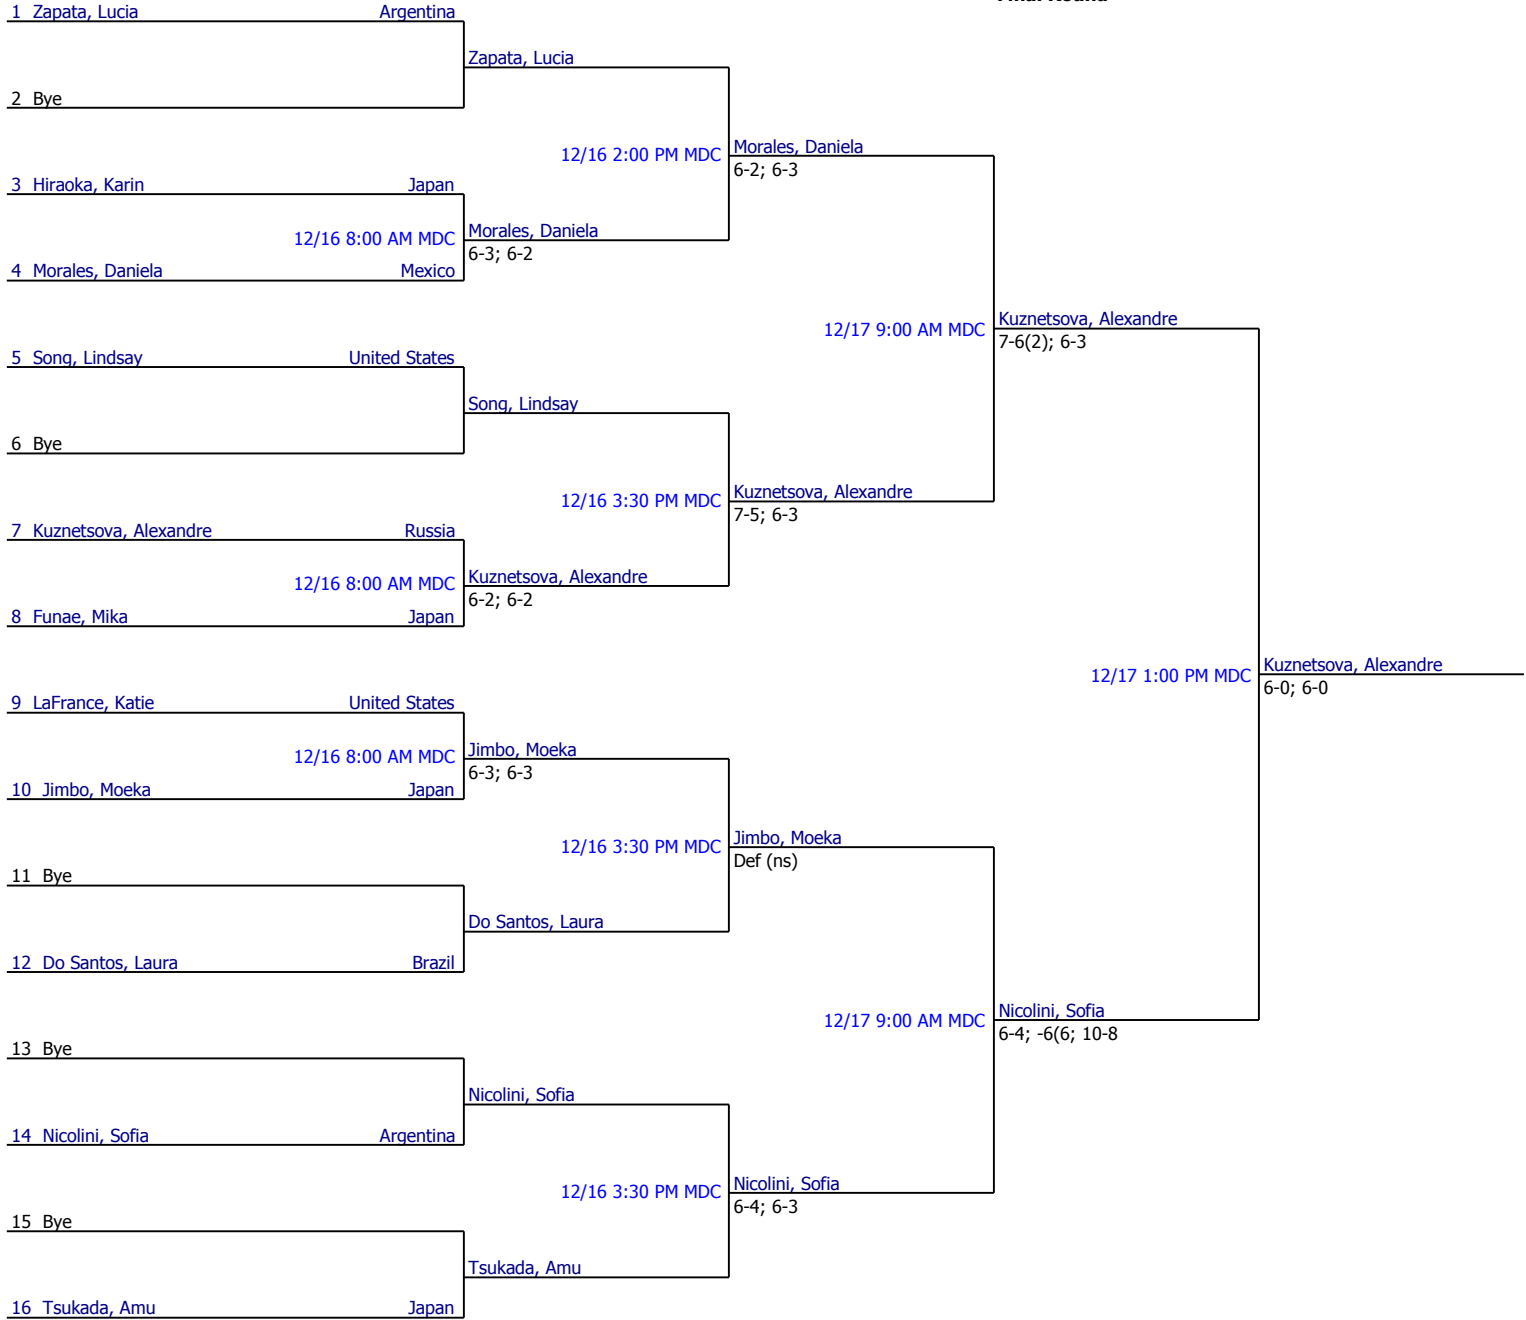 1 Zapata, Lucia Argentina
Zapata, Lucia
2 Bye
12/16 2:00 PM MDC
Morales, Daniela
6-2; 6-3
3 Hiraoka, Karin Japan
12/16 8:00 AM MDC
Morales, Daniela
6-3; 6-2
4 Morales, Daniela Mexico
12/17 9:00 AM MDC
Kuznetsova, Alexandre
7-6(2); 6-3
5 Song, Lindsay United States
Song, Lindsay
6 Bye
12/16 3:30 PM MDC
Kuznetsova, Alexandre
7-5; 6-3
7 Kuznetsova, Alexandre Russia
12/16 8:00 AM MDC
Kuznetsova, Alexandre
6-2; 6-2
8 Funae, Mika Japan
12/17 1:00 PM MDC
Kuznetsova, Alexandre
6-0; 6-0
9 LaFrance, Katie United States
12/16 8:00 AM MDC
Jimbo, Moeka
6-3; 6-3
10 Jimbo, Moeka Japan
12/16 3:30 PM MDC
Jimbo, Moeka
Def (ns)
11 Bye
Do Santos, Laura
12 Do Santos, Laura Brazil
12/17 9:00 AM MDC
Nicolini, Sofia
6-4; -6(6; 10-8
13 Bye
Nicolini, Sofia
14 Nicolini, Sofia Argentina
12/16 3:30 PM MDC
Nicolini, Sofia
6-4; 6-3
15 Bye
Tsukada, Amu
16 Tsukada, Amu Japan